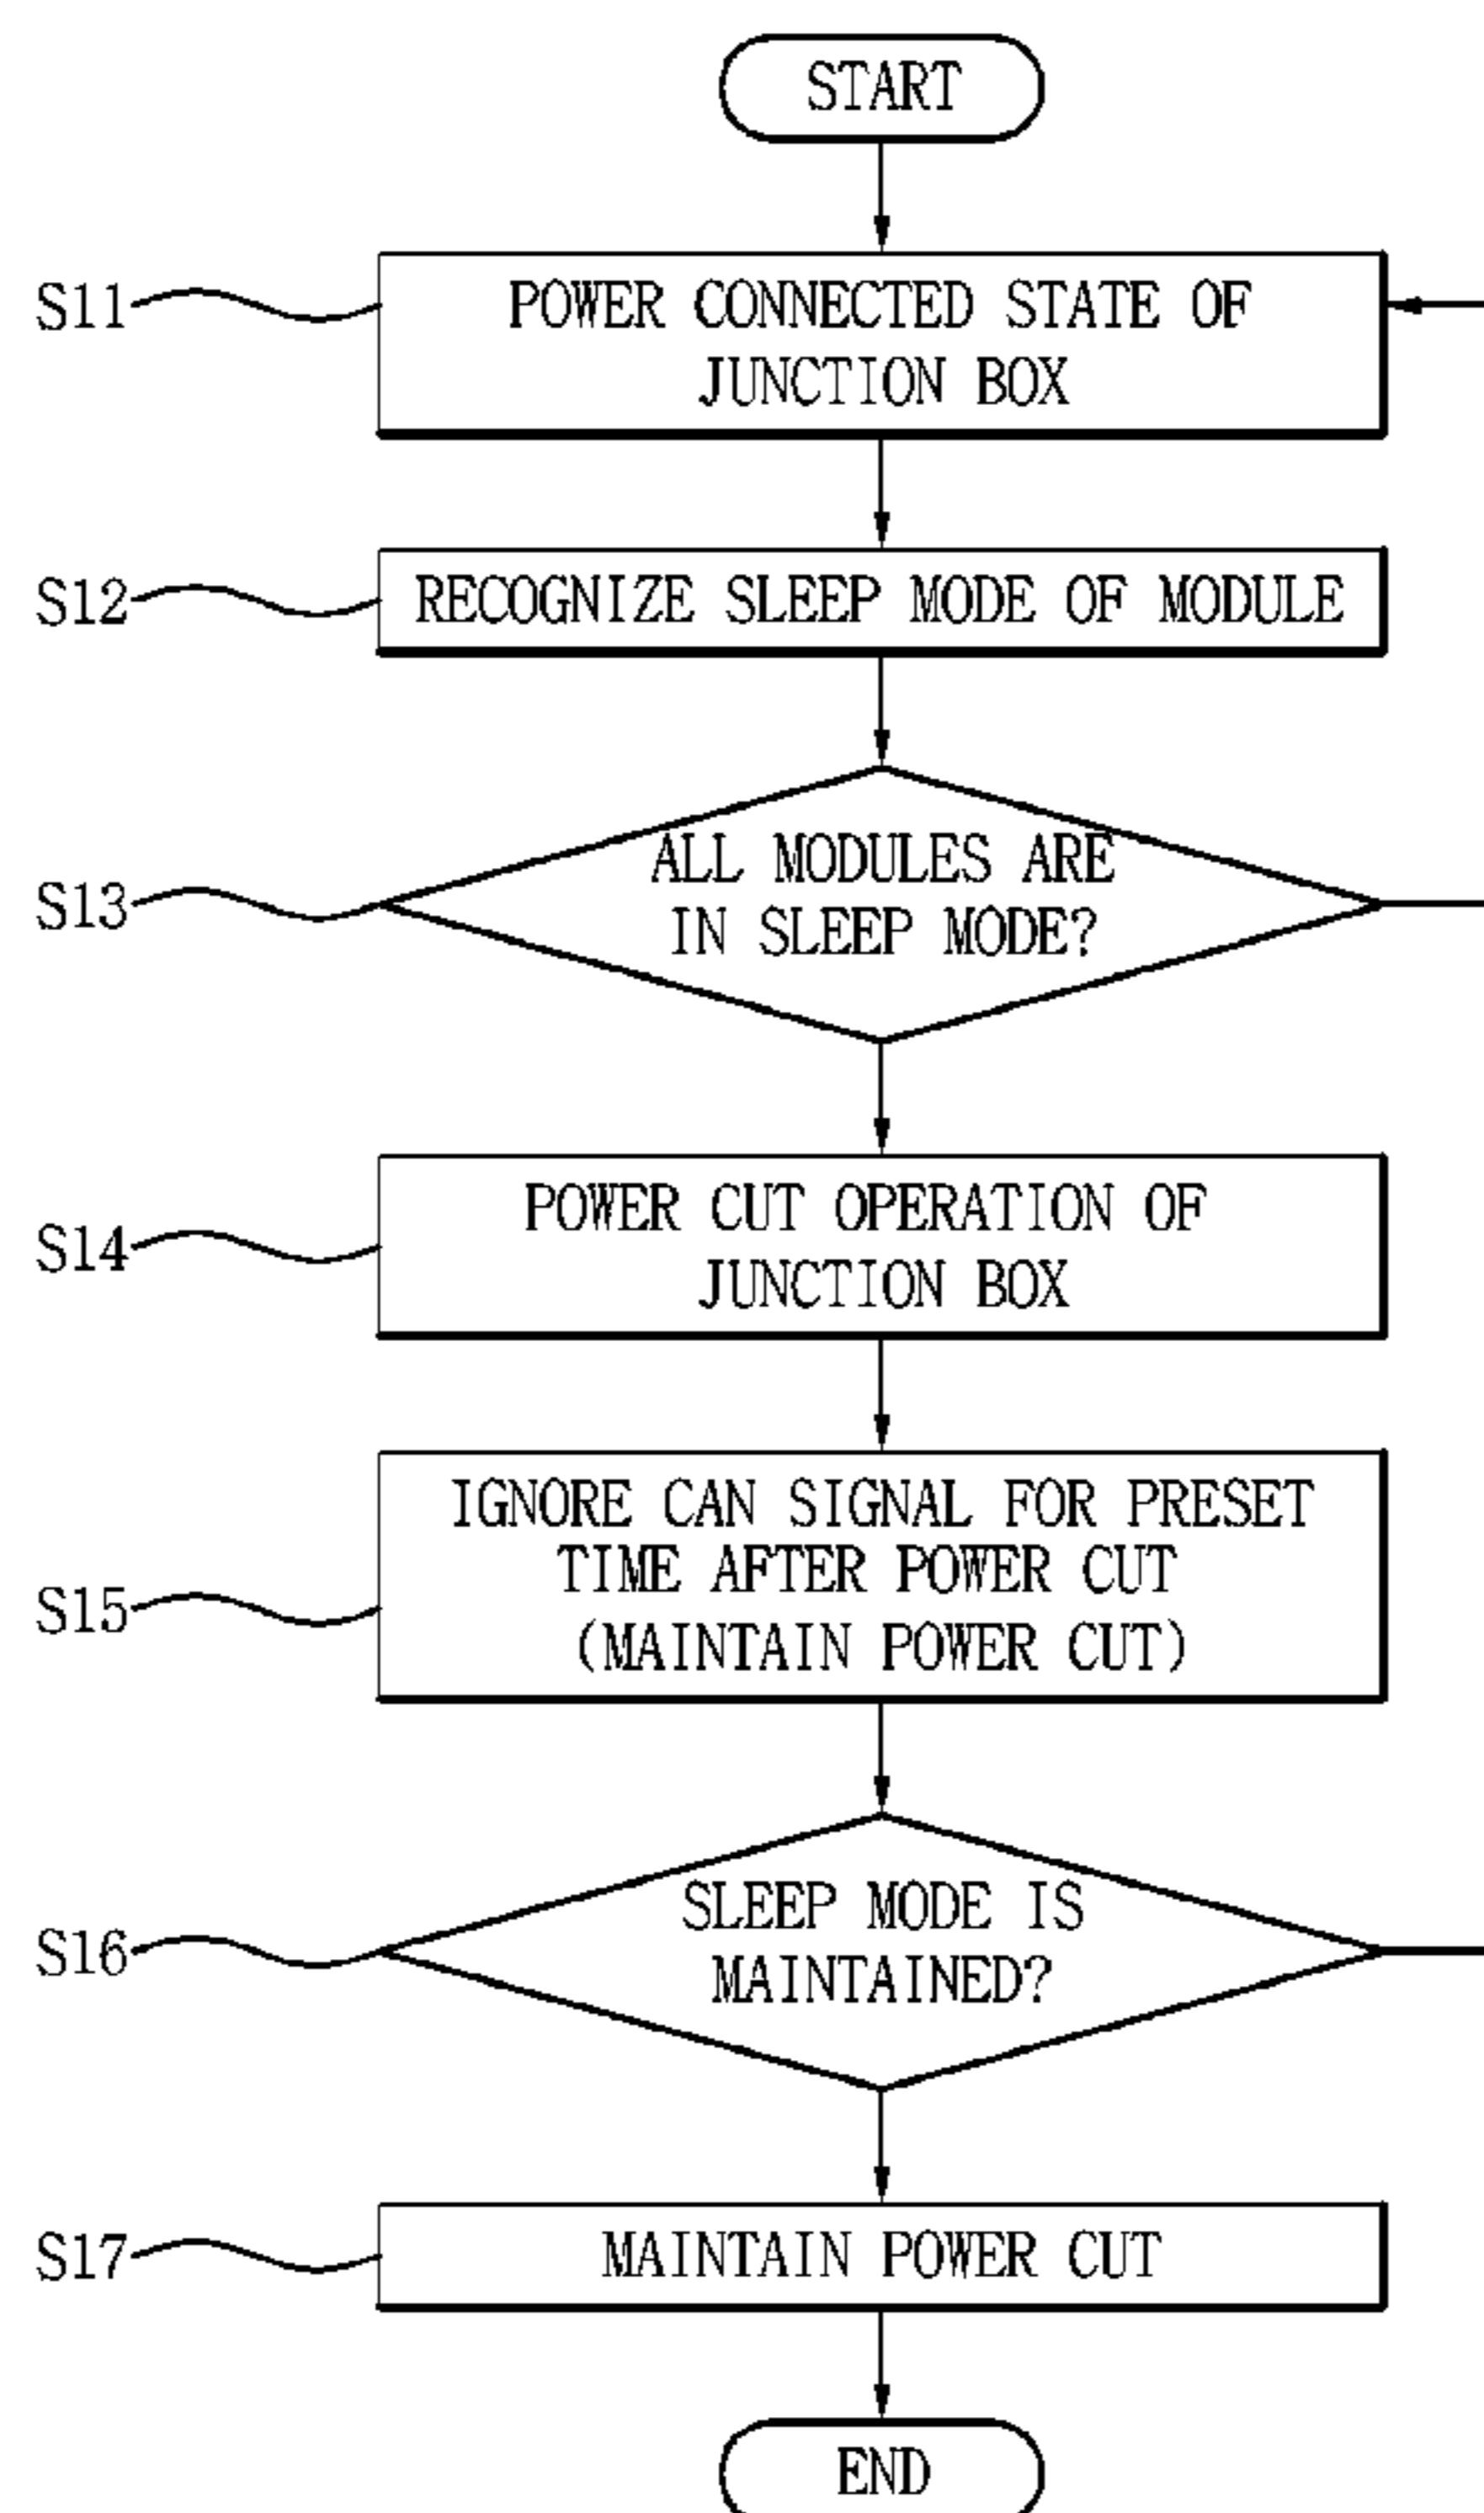 START
S11
POWER CONNECTED STATE OF
JUNCTION BOX
S12
RECOGNIZE SLEEP MODE OF MODULE
S13
ALL MODULES ARE
IN SLEEP MODE?
S14
POWER CUT OPERATION OF
JUNCTION BOX
S15
IGNORE CAN SIGNAL FOR PRESET
TIME AFTER POWER CUT
(MAINTAIN POWER CUT)
S16
SLEEP MODE IS
MAINTAINED?
S17
MAINTAIN POWER CUT
END